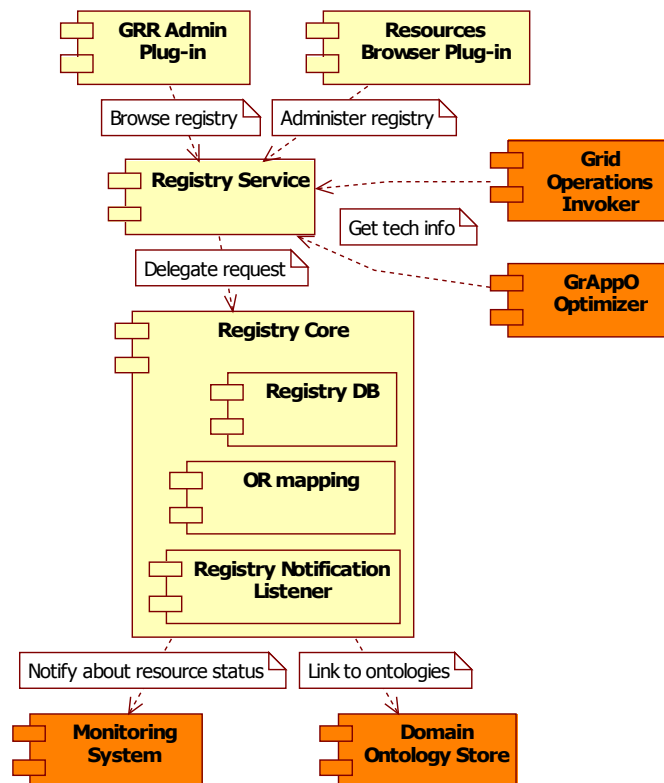 GRR Admin
Plug-in
Resources
Browser Plug-in
Browse registry
Administer registry
Registry Service
Grid
Operations
Invoker
Get tech info
Delegate request
GrAppO
Optimizer
Registry Core
Registry DB
OR mapping
Registry Notification
Listener
Notify about resource status
Link to ontologies
Monitoring
System
Domain
Ontology Store